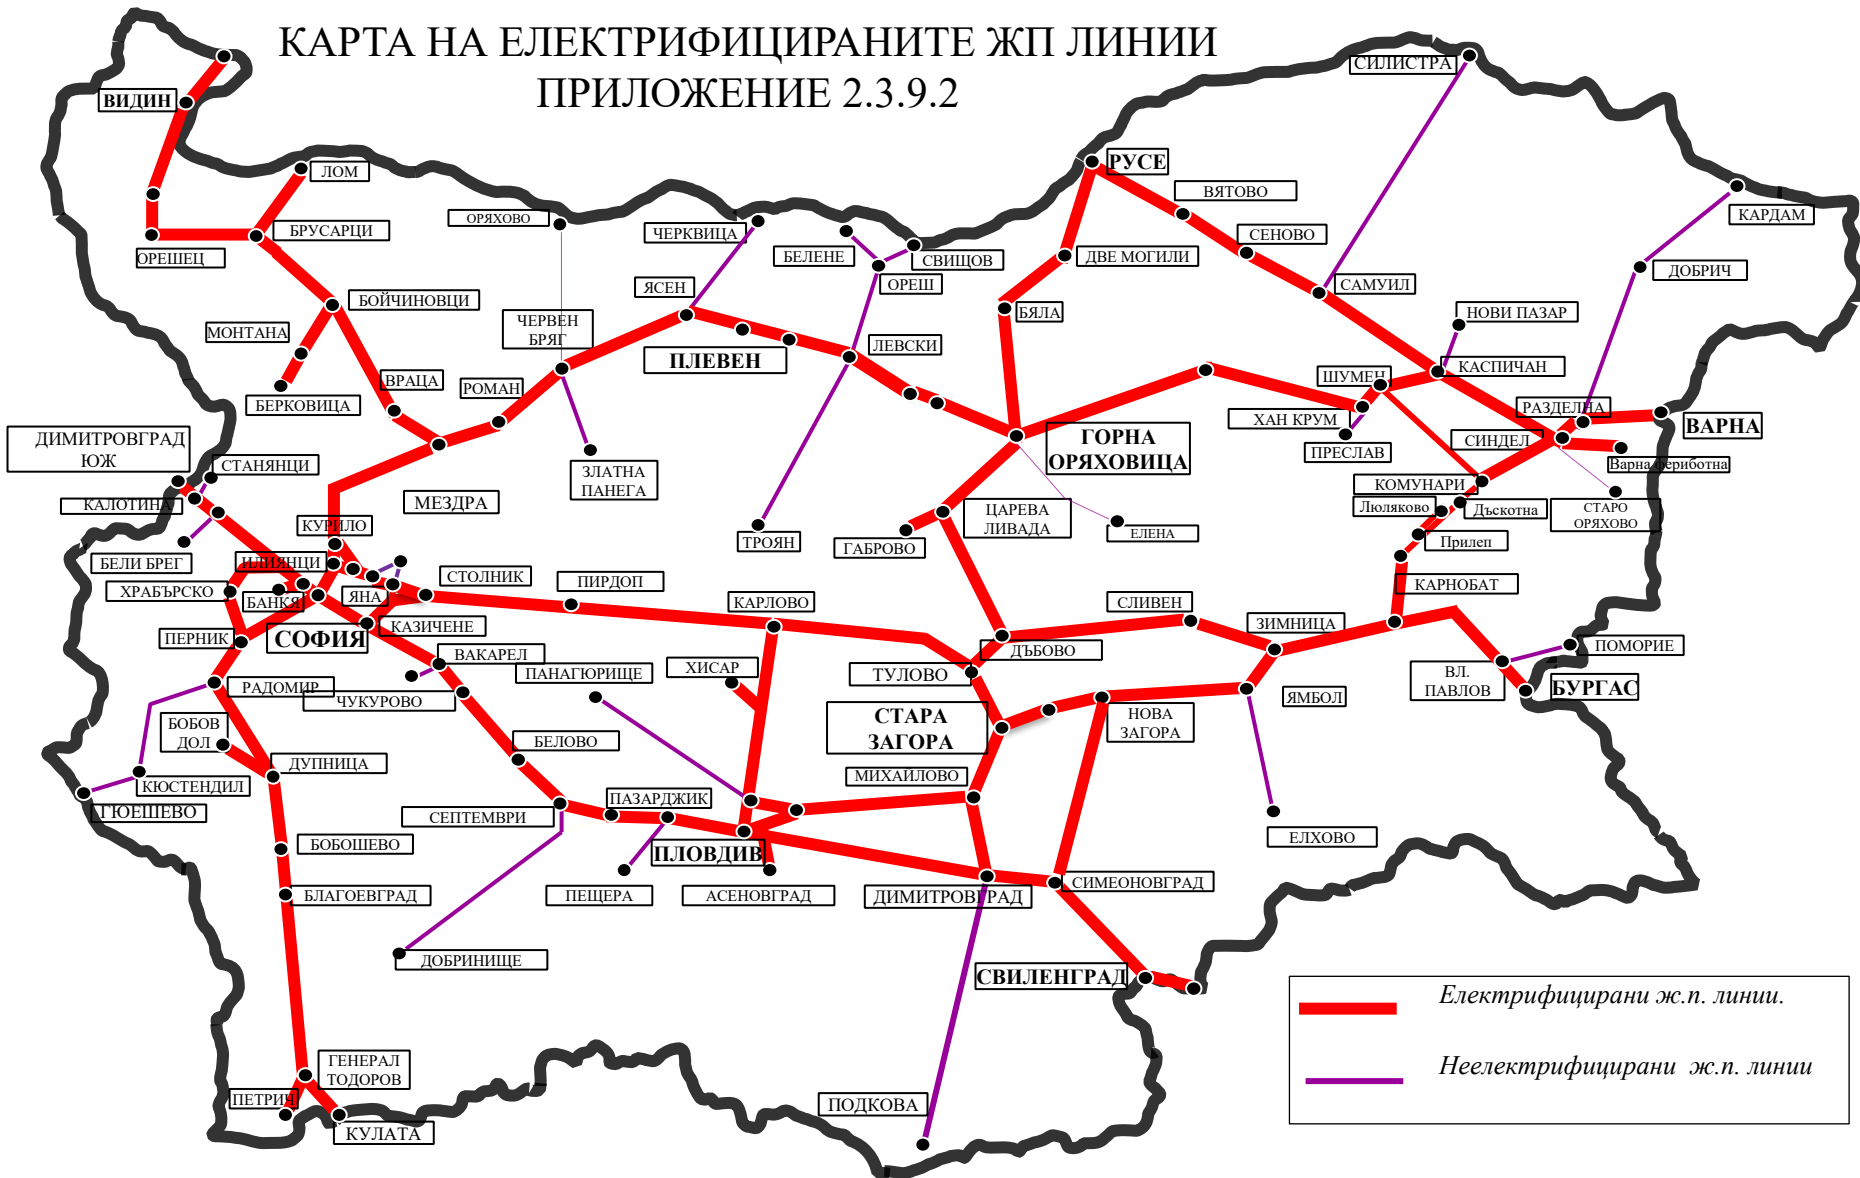 КАРТА НА ЕЛЕКТРИФИЦИРАНИТЕ ЖП ЛИНИИ
ПРИЛОЖЕНИЕ 2.3.9.2
СИЛИСТРА
ВИДИН
ЛОМ
РУСЕ
ВЯТОВО
ОРЯХОВО
ЧЕРКВИЦА
КАРДАМ
БРУСАРЦИ
СЕНОВО
ОРЕШЕЦ
БЕЛЕНЕ
СВИЩОВ
ДВЕ МОГИЛИ
ДОБРИЧ
ОРЕШ
ЯСЕН
САМУИЛ
БОЙЧИНОВЦИ
БЯЛА
НОВИ ПАЗАР
ЧЕРВЕН
БРЯГ
МОНТАНА
ЛЕВСКИ
ПЛЕВЕН
КАСПИЧАН
ШУМЕН
ВРАЦА
РОМАН
БЕРКОВИЦА
РАЗДЕЛНА
ХАН КРУМ
ВАРНА
ДИМИТРОВГРАД
ЮЖ
ГОРНА
ОРЯХОВИЦА
СИНДЕЛ
ПРЕСЛАВ
СТАНЯНЦИ
ЗЛАТНА
ПАНЕГА
Варна фериботна
КОМУНАРИ
КАЛОТИНА
МЕЗДРА
ЦАРЕВА
ЛИВАДА
Люляково
Дъскотна
СТАРО
ОРЯХОВО
КУРИЛО
ЕЛЕНА
ТРОЯН
ГАБРОВО
Прилеп
БЕЛИ БРЕГ
ИЛИЯНЦИ
СТОЛНИК
ПИРДОП
КАРНОБАТ
ХРАБЪРСКО
БАНКЯ
ЯНА
КАРЛОВО
СЛИВЕН
ЗИМНИЦА
КАЗИЧЕНЕ
ПЕРНИК
СОФИЯ
ПОМОРИЕ
ДЪБОВО
ВАКАРЕЛ
ХИСАР
ТУЛОВО
ПАНАГЮРИЩЕ
ВЛ.
ПАВЛОВ
РАДОМИР
БУРГАС
ЧУКУРОВО
ЯМБОЛ
СТАРА
ЗАГОРА
НОВА
ЗАГОРА
БОБОВ
ДОЛ
БЕЛОВО
ДУПНИЦА
МИХАЙЛОВО
КЮСТЕНДИЛ
ПАЗАРДЖИК
ГЮЕШЕВО
СЕПТЕМВРИ
ЕЛХОВО
БОБОШЕВО
ПЛОВДИВ
СИМЕОНОВГРАД
БЛАГОЕВГРАД
ПЕЩЕРА
АСЕНОВГРАД
ДИМИТРОВГРАД
ДОБРИНИЩЕ
СВИЛЕНГРАД
Електрифицирани ж.п. линии.
ГЕНЕРАЛ
ТОДОРОВ
Неелектрифицирани ж.п. линии
ПЕТРИЧ
ПОДКОВА
КУЛАТА